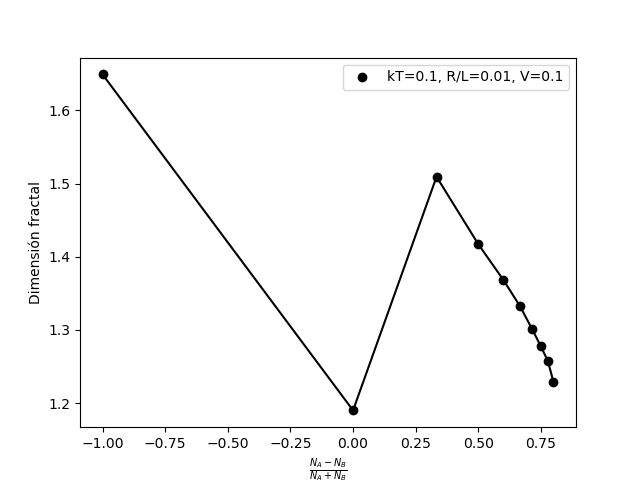 kT=0.1, R/L=0.01, V=0.1
Dimensión fractal
1.6
1.5
1.4
1.3
1.2
−1.00 −0.75 −0.50 −0.25 0.00 0.25 0.50 0.75
N_A − N_B
N_A + N_B